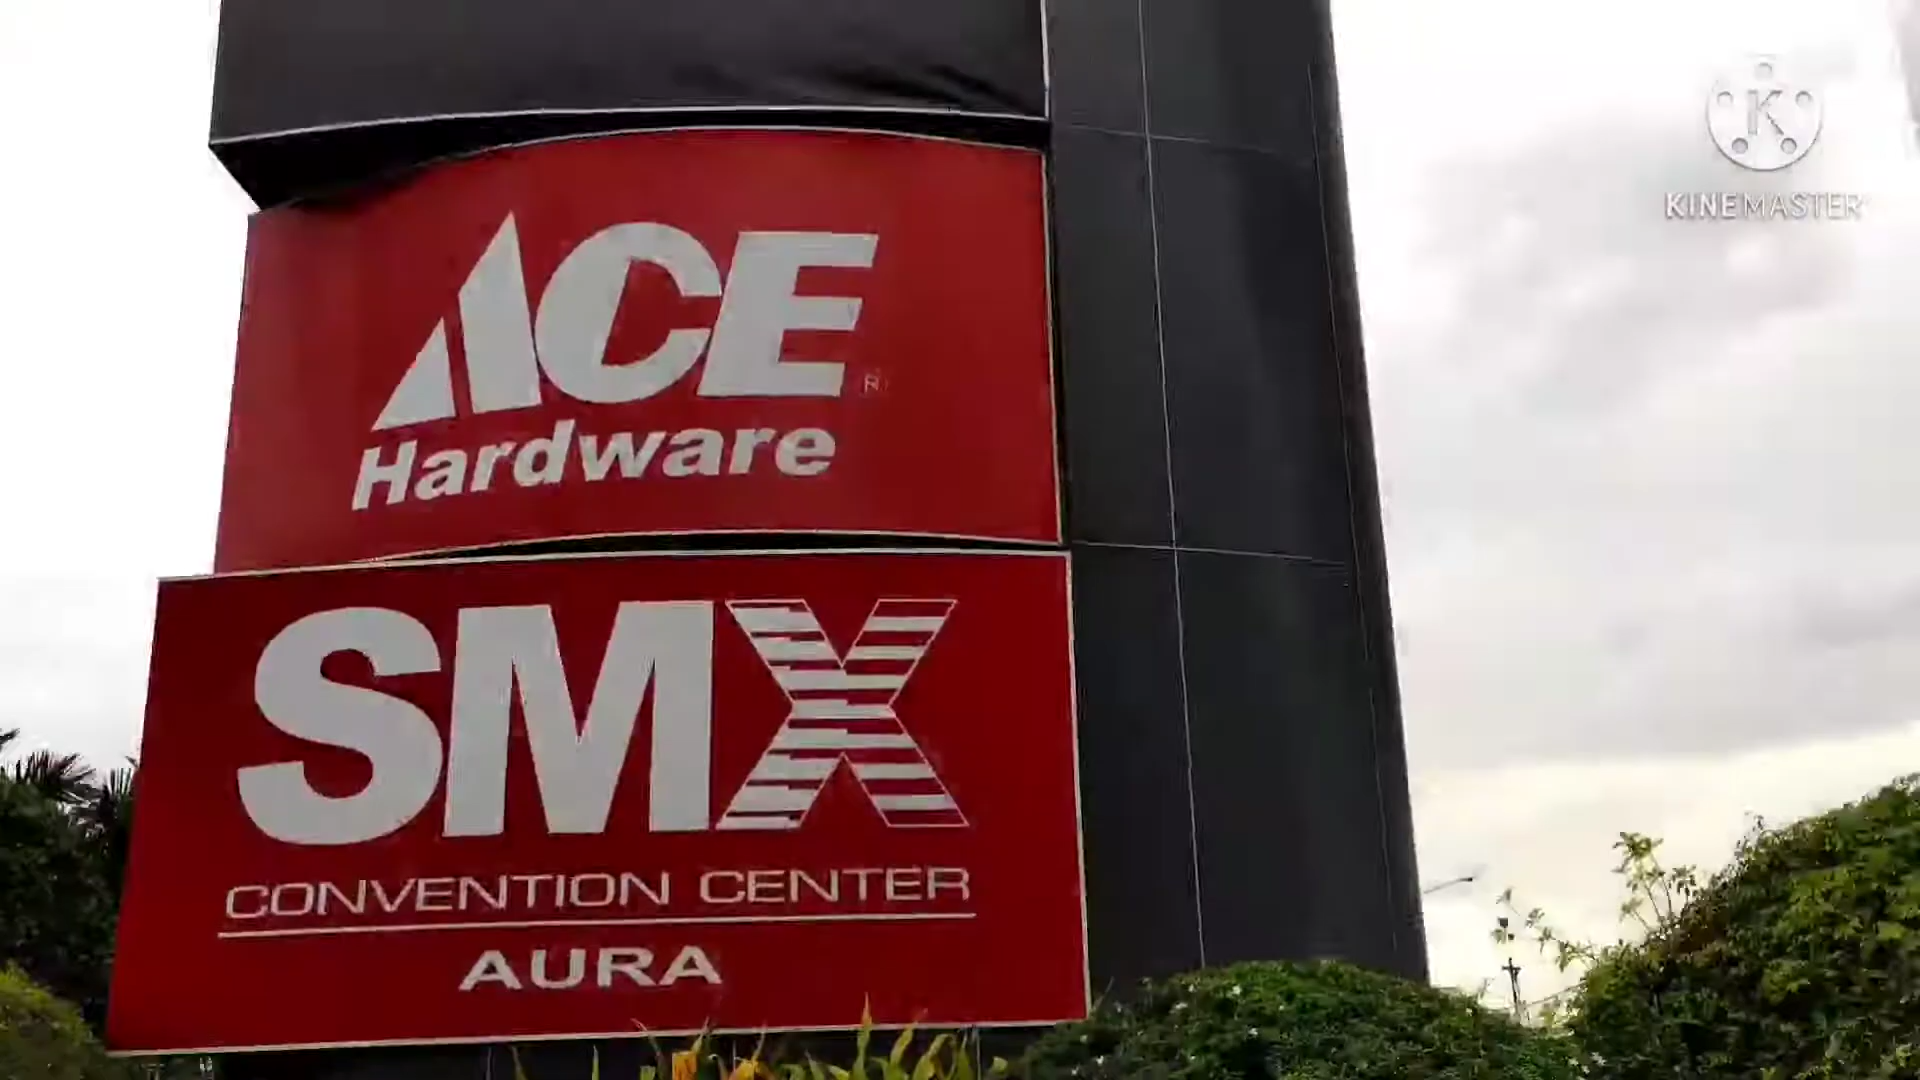 ACE
®
Hardware
SMX
CONVENTION CENTER
AURA
K
KINEMASTER